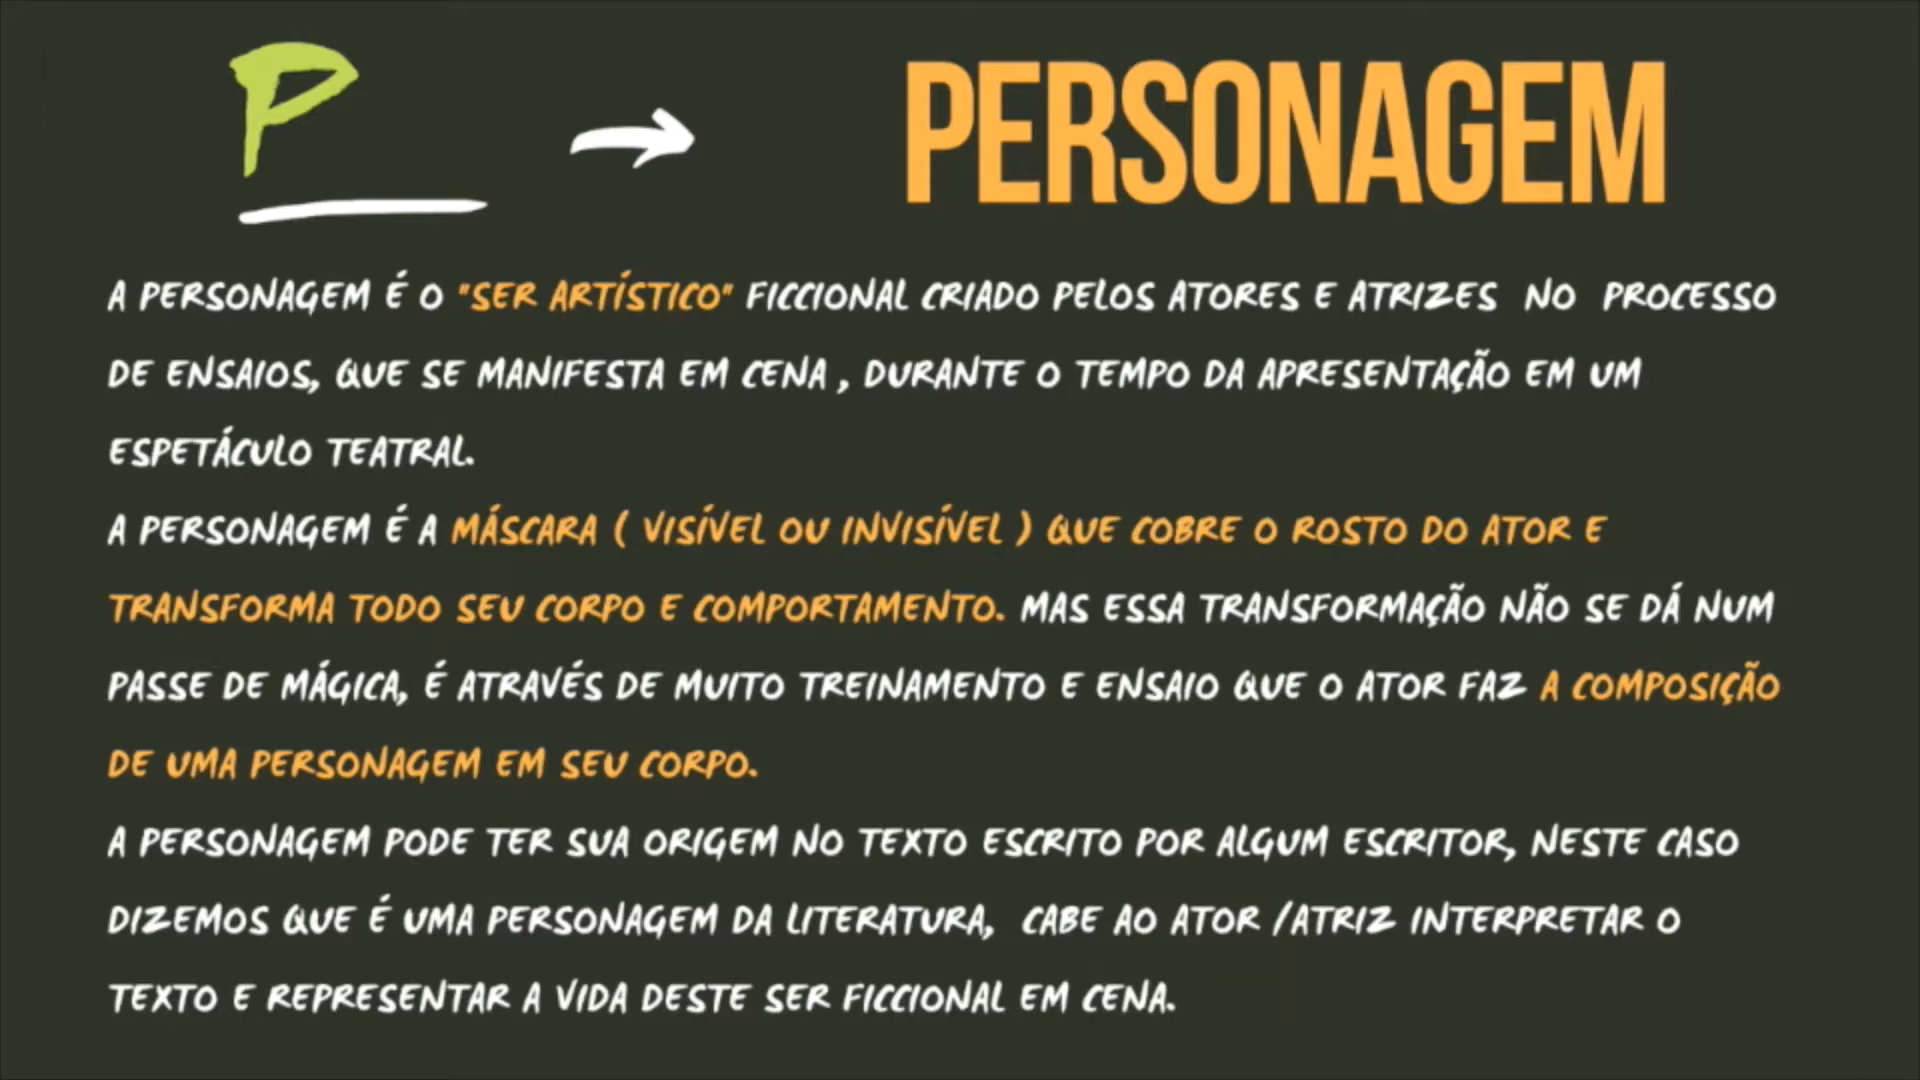 P
PERSONAGEM
A PERSONAGEM É O "SER ARTÍSTICO" FICCIONAL CRIADO PELOS ATORES E ATRIZES NO PROCESSO
DE ENSAIOS, QUE SE MANIFESTA EM CENA , DURANTE O TEMPO DA APRESENTAÇÃO EM UM
ESPETÁCULO TEATRAL.
A PERSONAGEM É A MÁSCARA ( VISÍVEL OU INVISÍVEL ) QUE COBRE O ROSTO DO ATOR E
TRANSFORMA TODO SEU CORPO E COMPORTAMENTO. MAS ESSA TRANSFORMAÇÃO NÃO SE DÁ NUM
PASSE DE MÁGICA, É ATRAVÉS DE MUITO TREINAMENTO E ENSAIO QUE O ATOR FAZ A COMPOSIÇÃO
DE UMA PERSONAGEM EM SEU CORPO.
A PERSONAGEM PODE TER SUA ORIGEM NO TEXTO ESCRITO POR ALGUM ESCRITOR, NESTE CASO
DIZEMOS QUE É UMA PERSONAGEM DA LITERATURA, CABE AO ATOR /ATRIZ INTERPRETAR O
TEXTO E REPRESENTAR A VIDA DESTE SER FICCIONAL EM CENA.